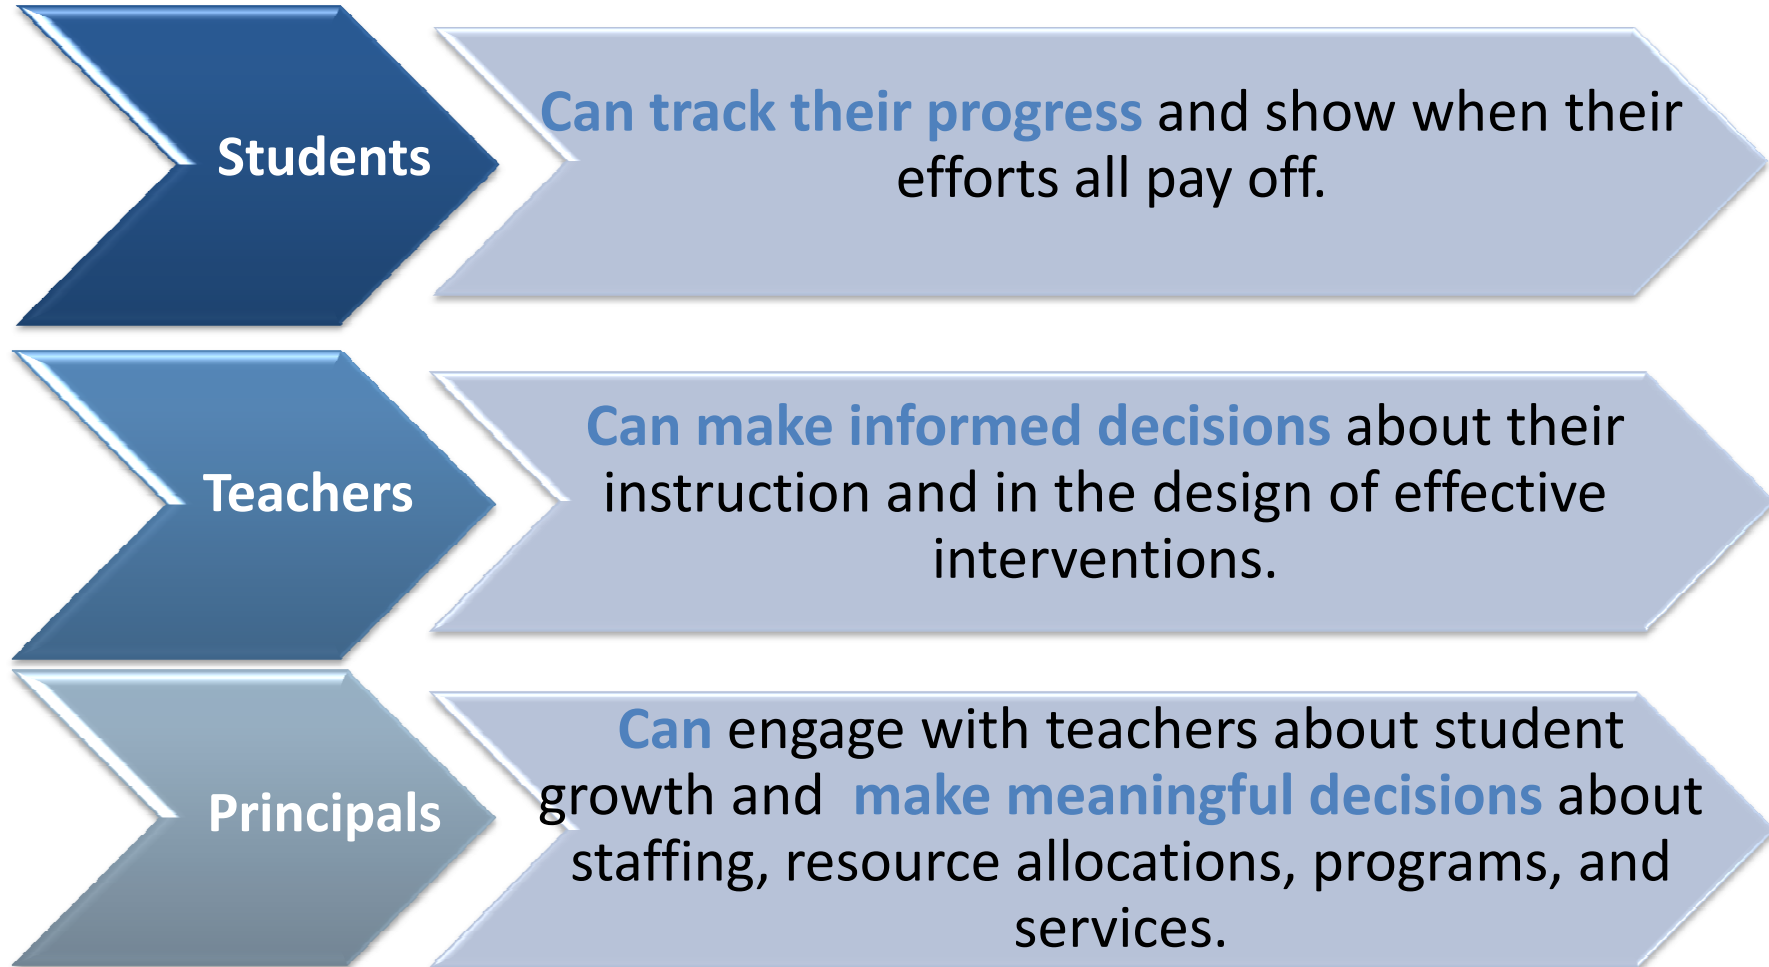 Students
Can track their progress and show when their
efforts all pay off.
Teachers
Can make informed decisions about their
instruction and in the design of effective
interventions.
Principals
Can engage with teachers about student
growth and  make meaningful decisions about
staffing, resource allocations, programs, and
services.